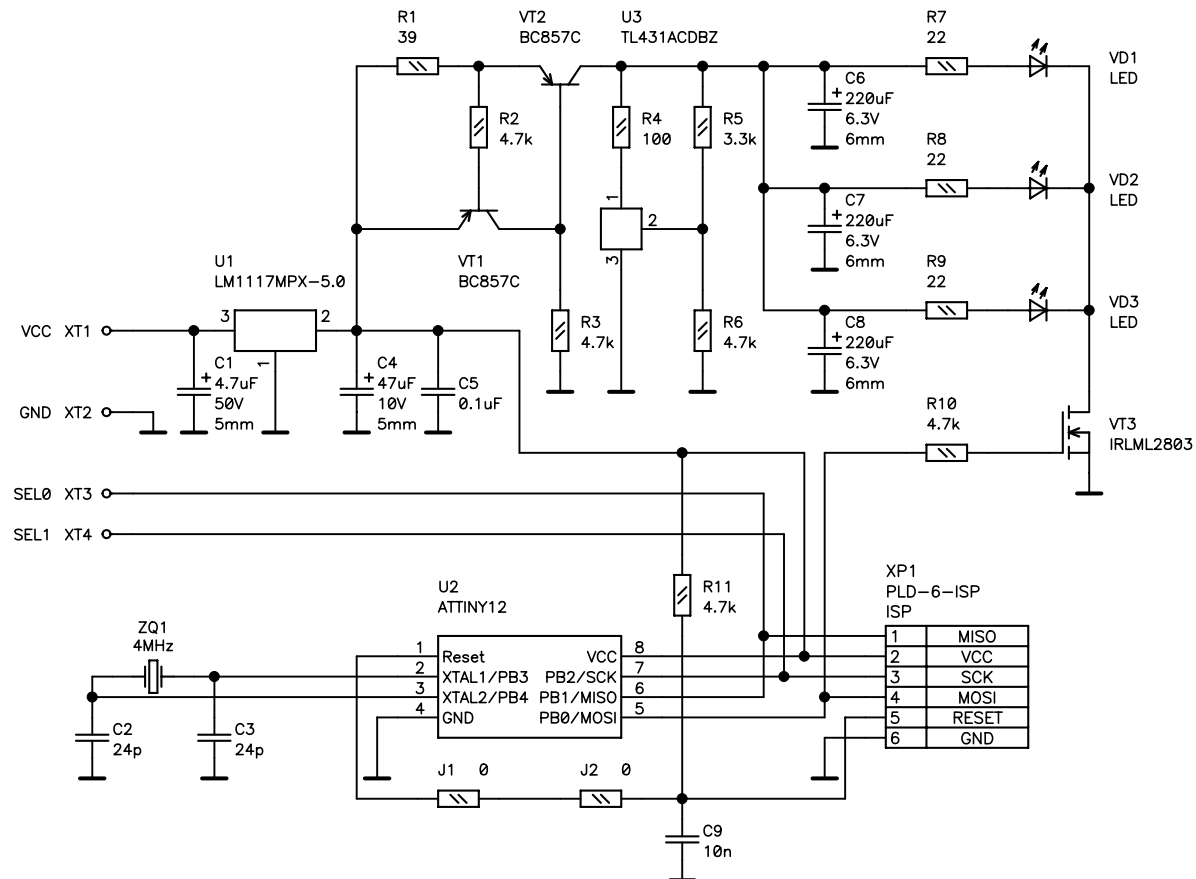 R1
39
VT2
BC857C
U3
TL431ACDBZ
R7
22
VD1
LED
C6
+
220uF
6.3V
6mm
R2
4.7k
R4
100
R5
3.3k
R8
22
VD2
LED
C7
+
220uF
6.3V
6mm
1
2
3
VT1
BC857C
U1
LM1117MPX-5.0
R9
22
VD3
LED
VCC XT1
3
2
1
R3
4.7k
R6
4.7k
C8
+
220uF
6.3V
6mm
C1
+
4.7uF
50V
5mm
C4
+
47uF
10V
5mm
C5
0.1uF
GND XT2
R10
4.7k
VT3
IRLML2803
SEL0 XT3
SEL1 XT4
R11
4.7k
XP1
PLD-6-ISP
ISP
1 MISO
2 VCC
3 SCK
4 MOSI
5 RESET
6 GND
U2
ATTINY12
ZQ1
4MHz
1 Reset VCC 8
2 XTAL1/PB3 PB2/SCK 7
3 XTAL2/PB4 PB1/MISO 6
4 GND PB0/MOSI 5
C2
24p
C3
24p
J1 0
J2 0
C9
10n